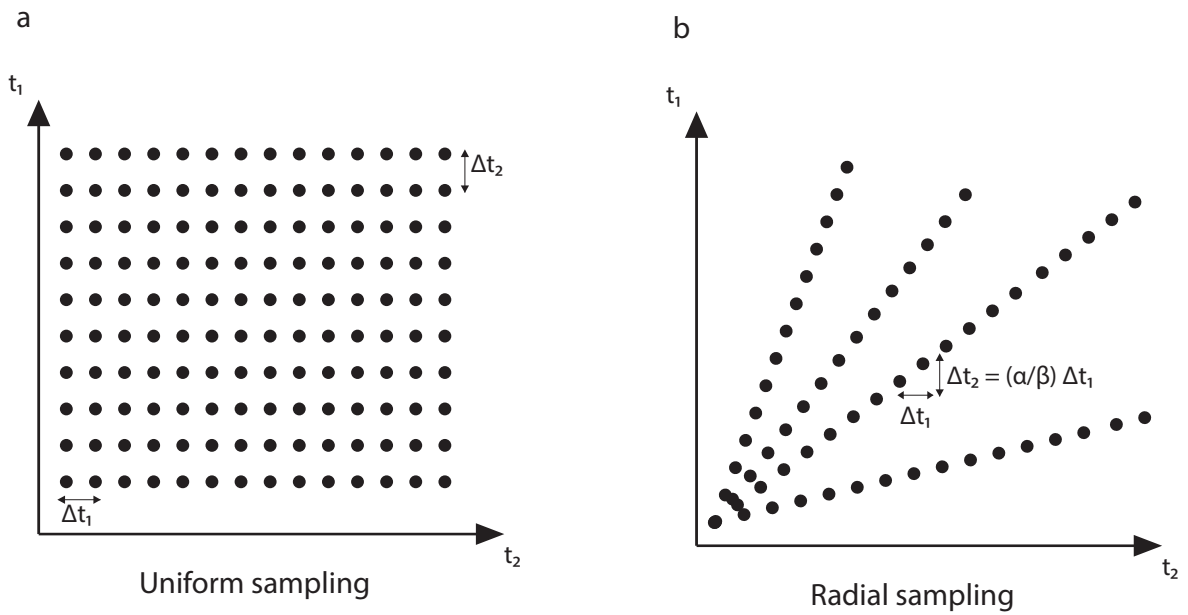 a
t₁
Δt₂
Δt₁
t₂
Uniform sampling
b
t₁
Δt₂ = (α/β) Δt₁
Δt₁
t₂
Radial sampling